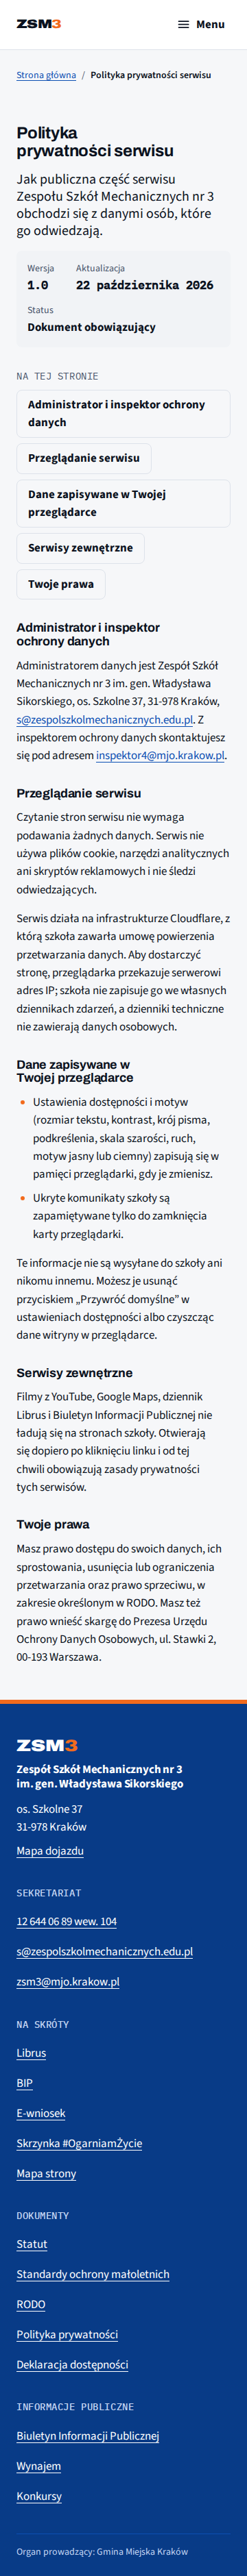 ZSM3
Menu
Strona główna / Polityka prywatności serwisu
Polityka
prywatności serwisu
Jak publiczna część serwisu
Zespołu Szkół Mechanicznych nr 3
obchodzi się z danymi osób, które
go odwiedzają.
Wersja
Aktualizacja
1.0
22 października 2026
Status
Dokument obowiązujący
NA TEJ STRONIE
Administrator i inspektor ochrony
danych
Przeglądanie serwisu
Dane zapisywane w Twojej
przeglądarce
Serwisy zewnętrzne
Twoje prawa
Administrator i inspektor
ochrony danych
Administratorem danych jest Zespół Szkół
Mechanicznych nr 3 im. gen. Władysława
Sikorskiego, os. Szkolne 37, 31-978 Kraków,
s@zespolszkolmechanicznych.edu.pl. Z
inspektorem ochrony danych skontaktujesz
się pod adresem inspektor4@mjo.krakow.pl.
Przeglądanie serwisu
Czytanie stron serwisu nie wymaga
podawania żadnych danych. Serwis nie
używa plików cookie, narzędzi analitycznych
ani skryptów reklamowych i nie śledzi
odwiedzających.
Serwis działa na infrastrukturze Cloudflare, z
którą szkoła zawarła umowę powierzenia
przetwarzania danych. Aby dostarczyć
stronę, przeglądarka przekazuje serwerowi
adres IP; szkoła nie zapisuje go we własnych
dziennikach zdarzeń, a dzienniki techniczne
nie zawierają danych osobowych.
Dane zapisywane w
Twojej przeglądarce
Ustawienia dostępności i motyw
(rozmiar tekstu, kontrast, krój pisma,
podkreślenia, skala szarości, ruch,
motyw jasny lub ciemny) zapisują się w
pamięci przeglądarki, gdy je zmienisz.
Ukryte komunikaty szkoły są
zapamiętywane tylko do zamknięcia
karty przeglądarki.
Te informacje nie są wysyłane do szkoły ani
nikomu innemu. Możesz je usunąć
przyciskiem „Przywróć domyślne” w
ustawieniach dostępności albo czyszcząc
dane witryny w przeglądarce.
Serwisy zewnętrzne
Filmy z YouTube, Google Maps, dziennik
Librus i Biuletyn Informacji Publicznej nie
ładują się na stronach szkoły. Otwierają
się dopiero po kliknięciu linku i od tej
chwili obowiązują zasady prywatności
tych serwisów.
Twoje prawa
Masz prawo dostępu do swoich danych, ich
sprostowania, usunięcia lub ograniczenia
przetwarzania oraz prawo sprzeciwu, w
zakresie określonym w RODO. Masz też
prawo wnieść skargę do Prezesa Urzędu
Ochrony Danych Osobowych, ul. Stawki 2,
00-193 Warszawa.
ZSM3
Zespół Szkół Mechanicznych nr 3
im. gen. Władysława Sikorskiego
os. Szkolne 37
31-978 Kraków
Mapa dojazdu
SEKRETARIAT
12 644 06 89 wew. 104
s@zespolszkolmechanicznych.edu.pl
zsm3@mjo.krakow.pl
NA SKRÓTY
Librus
BIP
E-wniosek
Skrzynka #OgarniamŻycie
Mapa strony
DOKUMENTY
Statut
Standardy ochrony małoletnich
RODO
Polityka prywatności
Deklaracja dostępności
INFORMACJE PUBLICZNE
Biuletyn Informacji Publicznej
Wynajem
Konkursy
Organ prowadzący: Gmina Miejska Kraków